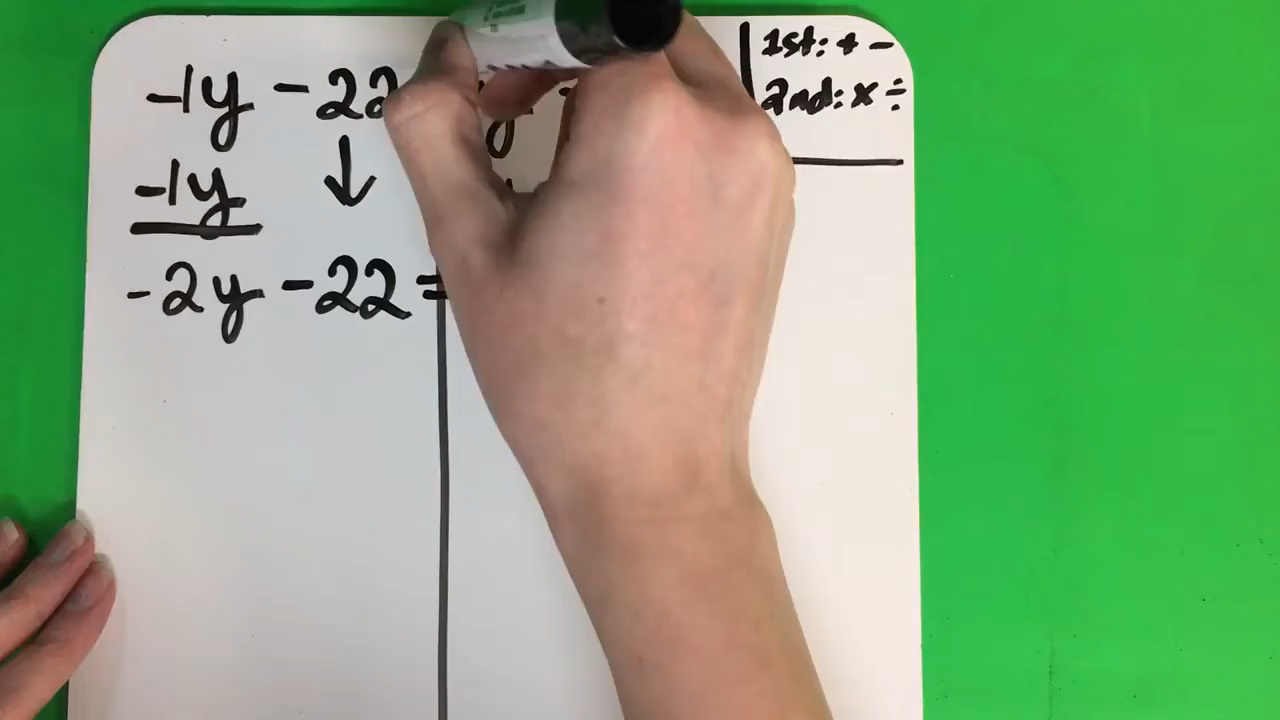 -1y -22 y
-1y
-2y -22 =
1st: + -
2nd: x ÷